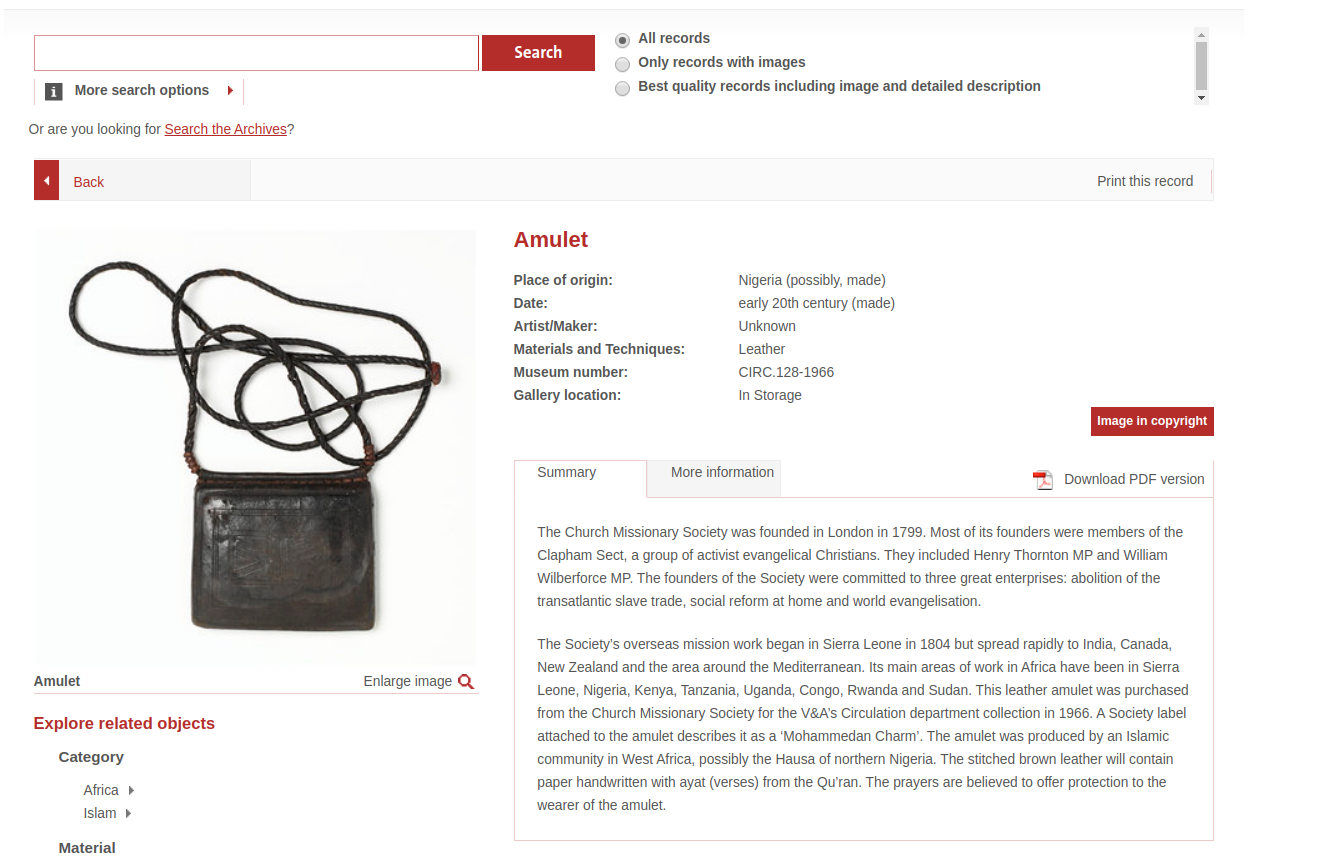 Search
All records
Only records with images
Best quality records including image and detailed description
i More search options
Or are you looking for Search the Archives?
Back
Print this record
Amulet
Place of origin: Nigeria (possibly, made)
Date: early 20th century (made)
Artist/Maker: Unknown
Materials and Techniques: Leather
Museum number: CIRC.128-1966
Gallery location: In Storage
Image in copyright
Summary
More information
Download PDF version
The Church Missionary Society was founded in London in 1799. Most of its founders were members of the
Clapham Sect, a group of activist evangelical Christians. They included Henry Thornton MP and William
Wilberforce MP. The founders of the Society were committed to three great enterprises: abolition of the
transatlantic slave trade, social reform at home and world evangelisation.
The Society’s overseas mission work began in Sierra Leone in 1804 but spread rapidly to India, Canada,
New Zealand and the area around the Mediterranean. Its main areas of work in Africa have been in Sierra
Leone, Nigeria, Kenya, Tanzania, Uganda, Congo, Rwanda and Sudan. This leather amulet was purchased
from the Church Missionary Society for the V&A’s Circulation department collection in 1966. A Society label
attached to the amulet describes it as a ‘Mohammedan Charm’. The amulet was produced by an Islamic
community in West Africa, possibly the Hausa of northern Nigeria. The stitched brown leather will contain
paper handwritten with ayat (verses) from the Qu’ran. The prayers are believed to offer protection to the
wearer of the amulet.
Amulet
Enlarge image
Explore related objects
Category
Africa
Islam
Material